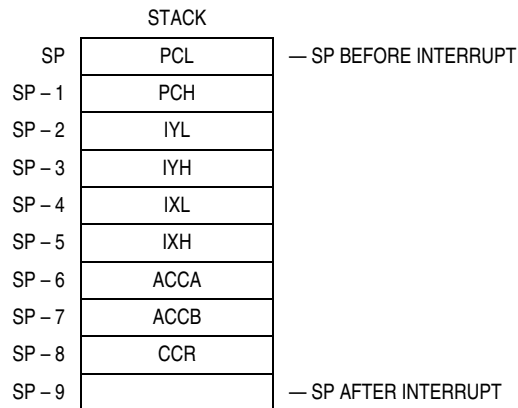 STACK
SP PCL — SP BEFORE INTERRUPT
SP – 1 PCH
SP – 2 IYL
SP – 3 IYH
SP – 4 IXL
SP – 5 IXH
SP – 6 ACCA
SP – 7 ACCB
SP – 8 CCR
SP – 9 — SP AFTER INTERRUPT